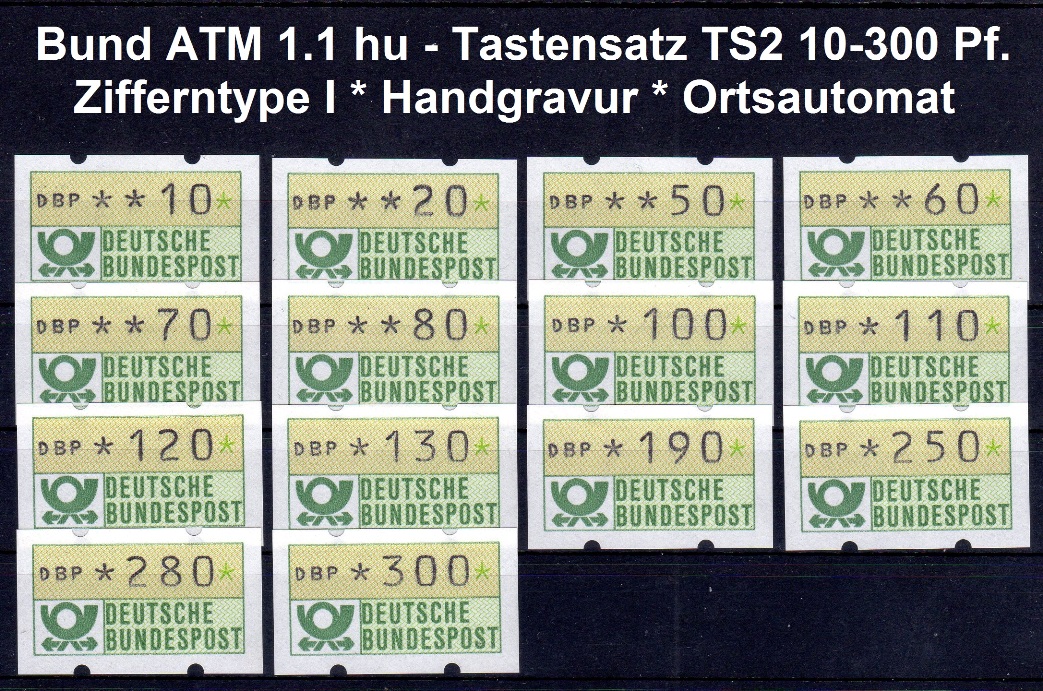 Bund ATM 1.1 hu - Tastensatz TS2 10-300 Pf.
Zifferntype I * Handgravur * Ortsautomat
DBP **10*
DEUTSCHE
BUNDESPOST
DBP **20*
DEUTSCHE
BUNDESPOST
DBP **50*
DEUTSCHE
BUNDESPOST
DBP **60*
DEUTSCHE
BUNDESPOST
DBP **70*
DEUTSCHE
BUNDESPOST
DBP **80*
DEUTSCHE
BUNDESPOST
DBP *100*
DEUTSCHE
BUNDESPOST
DBP *110*
DEUTSCHE
BUNDESPOST
DBP *120*
DEUTSCHE
BUNDESPOST
DBP *130*
DEUTSCHE
BUNDESPOST
DBP *190*
DEUTSCHE
BUNDESPOST
DBP *250*
DEUTSCHE
BUNDESPOST
DBP *280*
DEUTSCHE
BUNDESPOST
DBP *300*
DEUTSCHE
BUNDESPOST